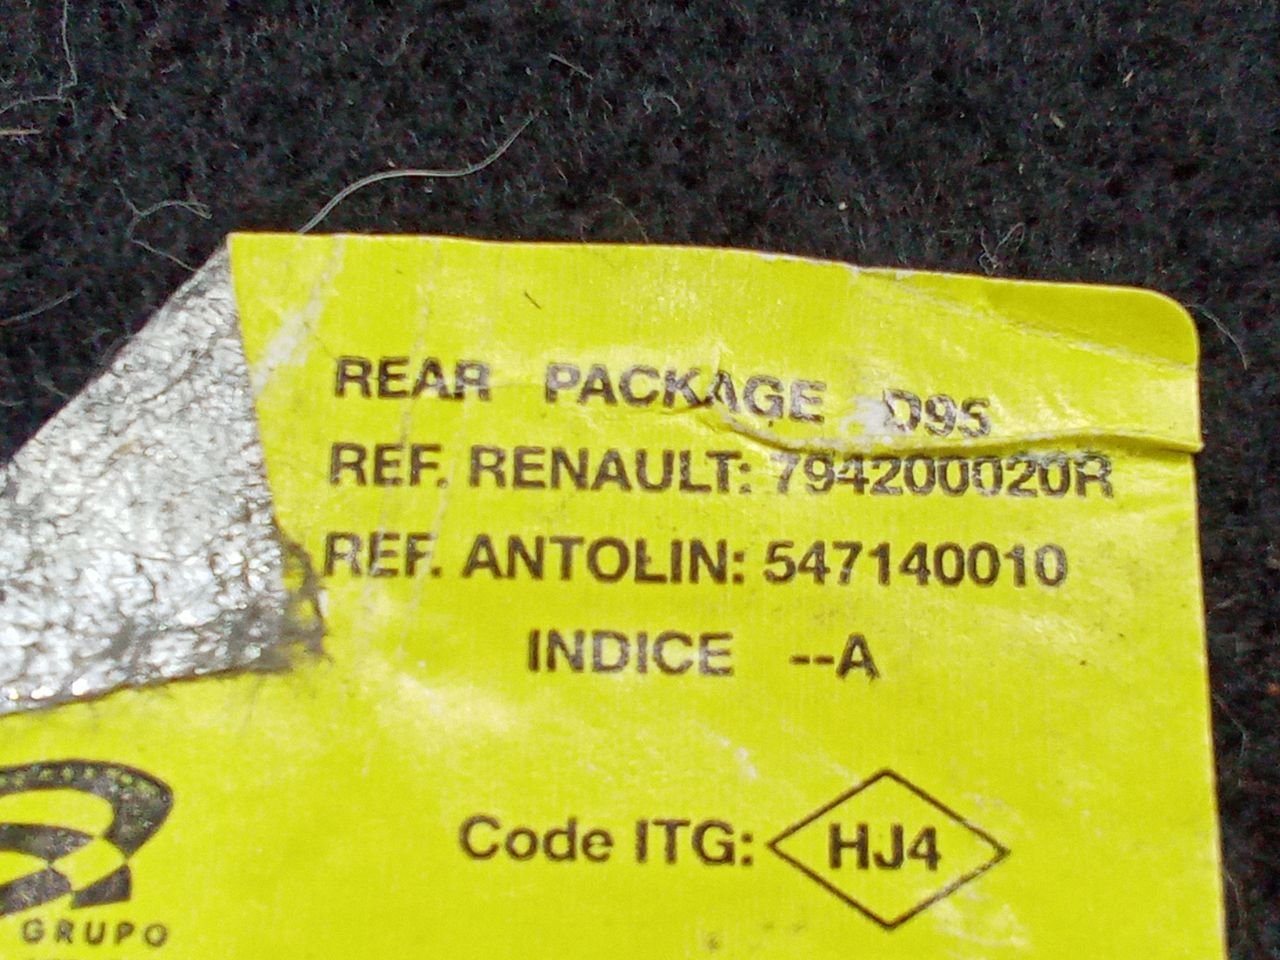 REAR PACKAGE D95
REF. RENAULT: 794200020R
REF. ANTOLIN: 547140010
INDICE --A
Code ITG: HJ4
GRUPO